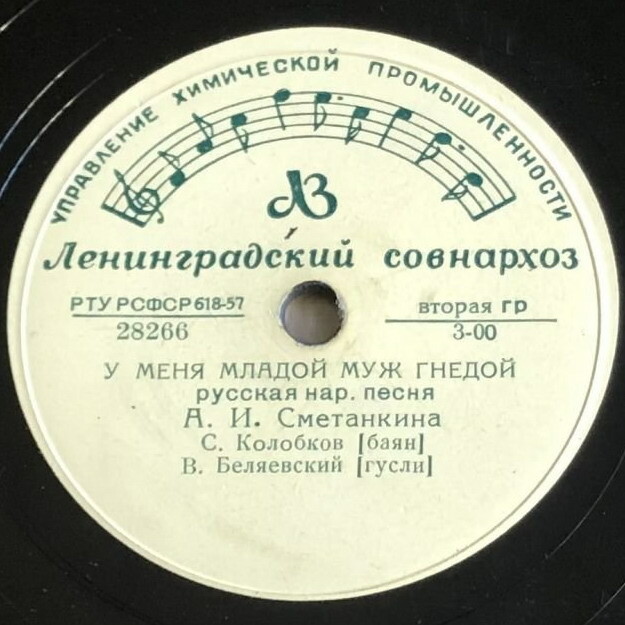 УПРАВЛЕНИЕ ХИМИЧЕСКОЙ ПРОМЫШЛЕННОСТИ
АЗ
Ленинградский совнархоз
РТУ РСФСР 618-57
28266
вторая гр
3-00
У МЕНЯ МЛАДОЙ МУЖ ГНЕДОЙ
русская нар. песня
А. И. Сметанкина
С. Колобков [баян]
В. Беляевский [гусли]